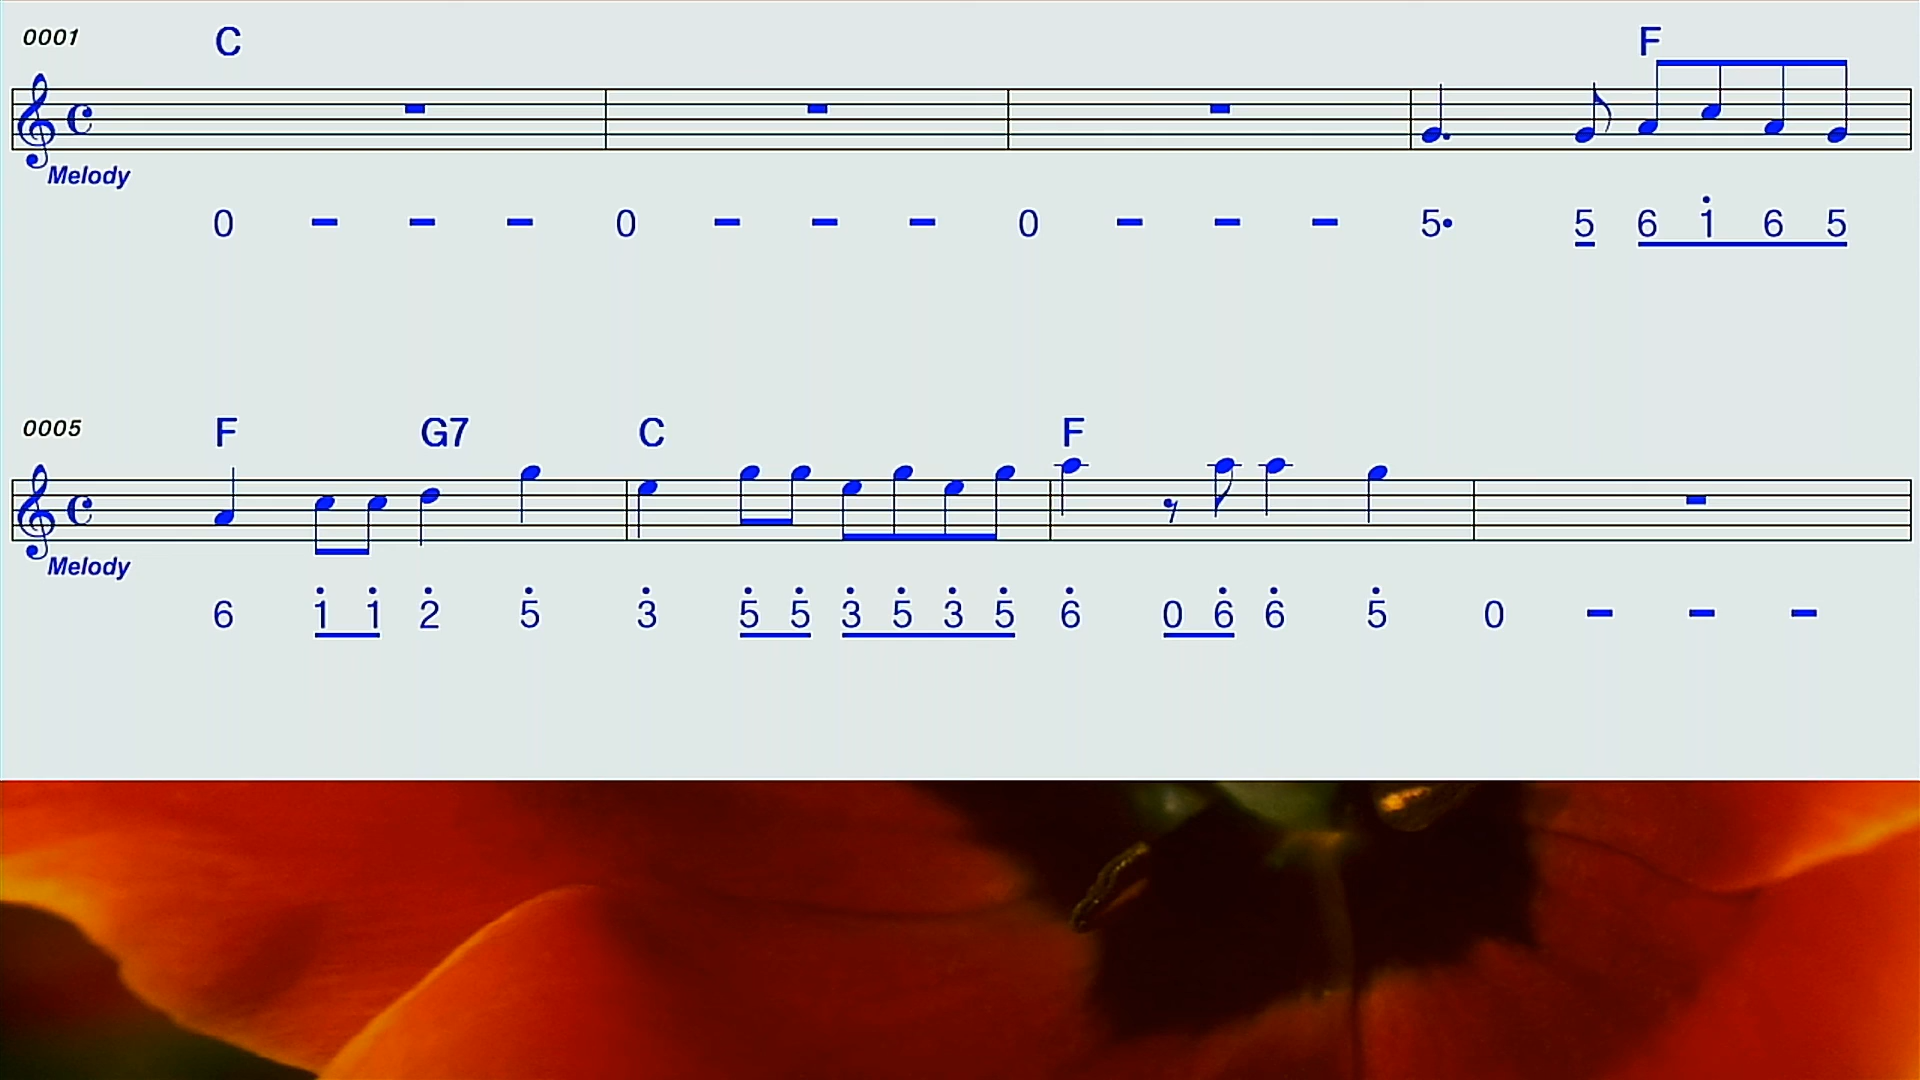 0001 C F
Melody
0 - - - 0 - - - 0 - - - 5• 5 6 i 6 5
0005 F G7 C F
Melody
6 1̇ 1̇ 2̇ 5̇ 3̇ 5̇ 5̇ 3̇ 5̇ 3̇ 5̇ 6̇ 0 6̇ 6̇ 5̇ 0 - - -